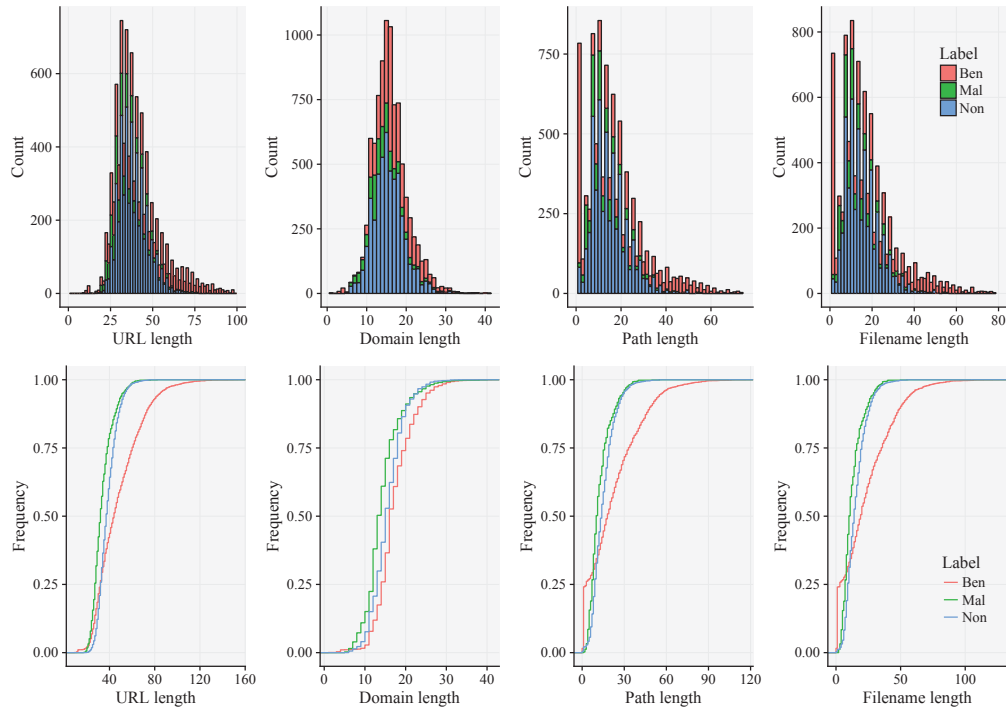 Count
600
400
200
0
0 25 50 75 100
URL length
Count
1000
750
500
250
0
0 10 20 30 40
Domain length
Count
750
500
250
0
0 20 40 60
Path length
Count
800
600
400
200
0
0 20 40 60 80
Filename length
Label
Ben
Mal
Non
Frequency
1.00
0.75
0.50
0.25
0.00
40 80 120 160
URL length
Frequency
1.00
0.75
0.50
0.25
0.00
0 10 20 30 40
Domain length
Frequency
1.00
0.75
0.50
0.25
0.00
0 30 60 90 120
Path length
Frequency
1.00
0.75
0.50
0.25
0.00
0 50 100
Filename length
Label
Ben
Mal
Non